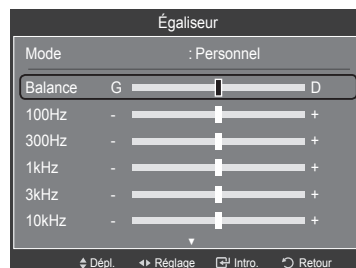 Égaliseur
Mode : Personnel
Balance G D
100Hz - +
300Hz - +
1kHz - +
3kHz - +
10kHz - +
▼
Dépl. Réglage Intro. Retour